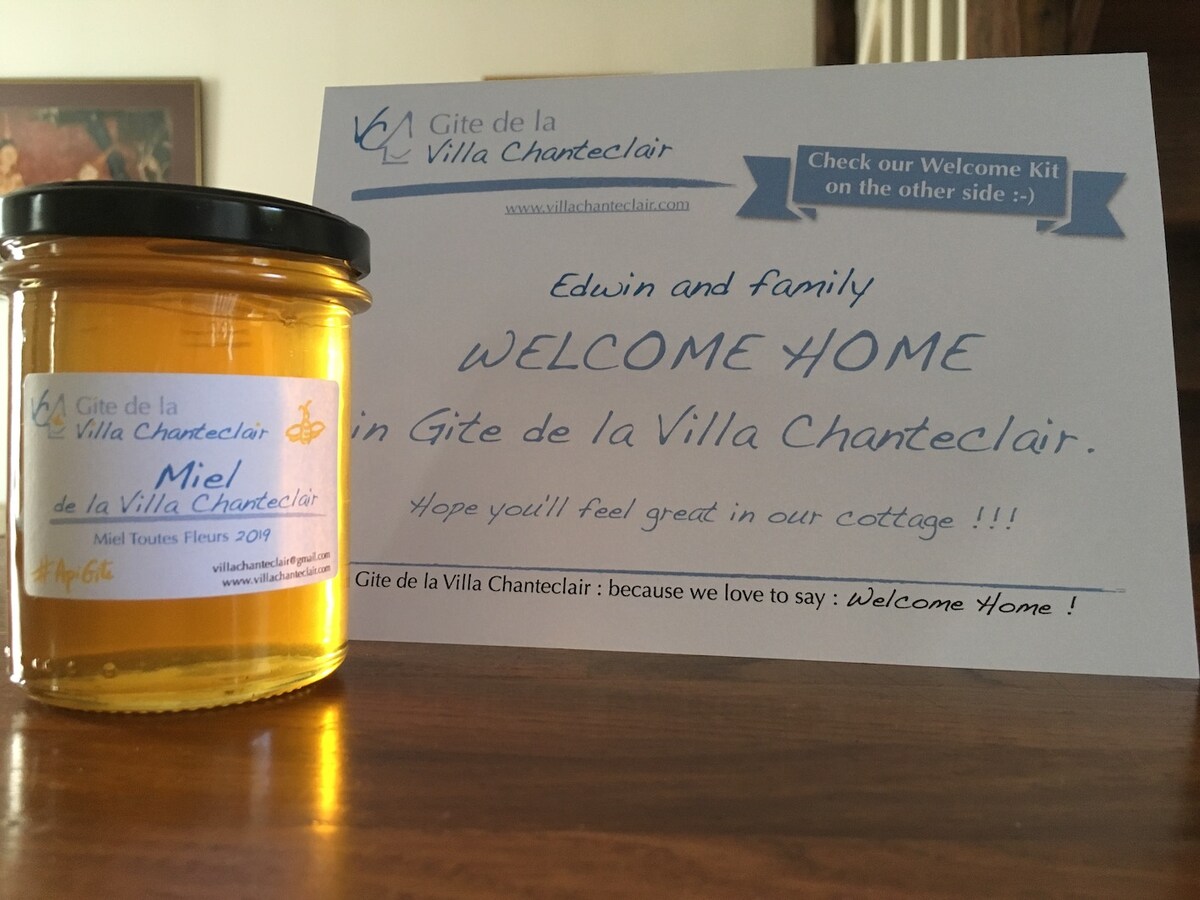 VCA Gite de la
Villa Chanteclair
www.villachanteclair.com
Check our Welcome Kit
on the other side :-)
Edwin and family
WELCOME HOME
in Gite de la Villa Chanteclair.
Hope you'll feel great in our cottage !!!
Gite de la Villa Chanteclair : because we love to say : Welcome Home !
VCA Gite de la
Villa Chanteclair
Miel
de la Villa Chanteclair
Miel Toutes Fleurs 2019
#ApiGite
villachanteclair@gmail.com
www.villachanteclair.com